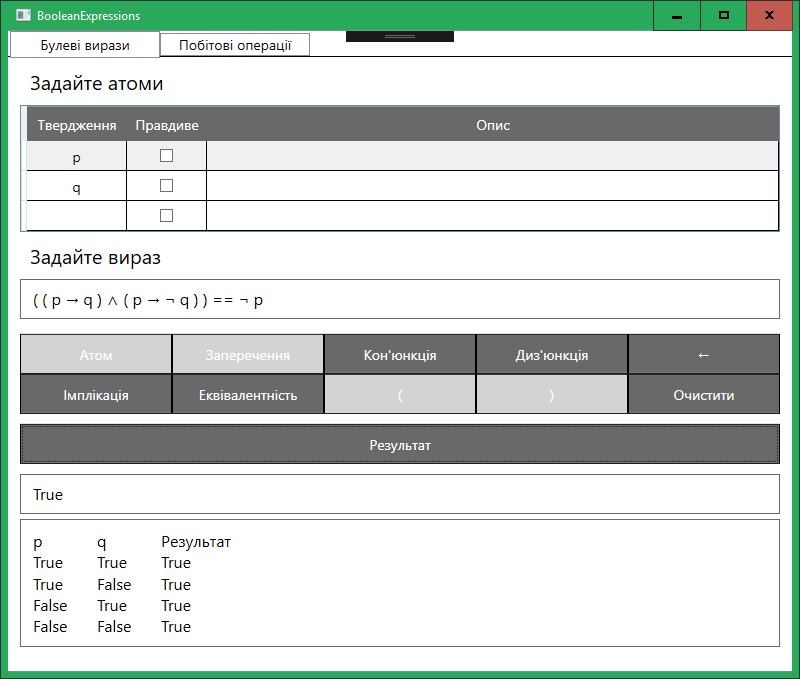 BooleanExpressions
Булеві вирази Побітові операції
Задайте атоми
Твердження Правдиве Опис
p
q
Задайте вираз
( ( p → q ) ∧ ( p → ¬ q ) ) == ¬ p
Атом Заперечення Кон'юнкція Диз'юнкція ←
Імплікація Еквівалентність ( ) Очистити
Результат
True
p q Результат
True True True
True False True
False True True
False False True